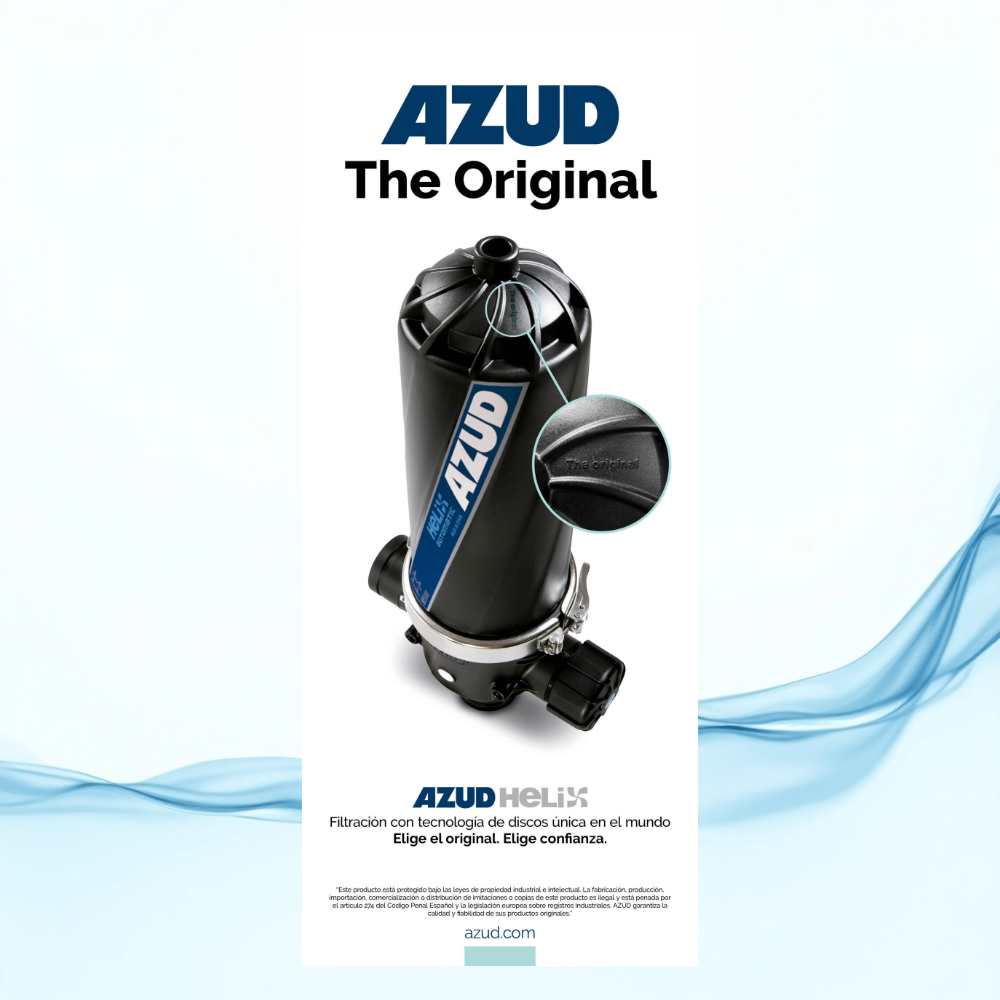 AZUD
The Original
The original
AZUD
HELIX
AUTOMATIC
The original
AZUD HELIX
Filtración con tecnología de discos única en el mundo
Elige el original. Elige confianza.
"Este producto está protegido bajo las leyes de propiedad industrial e intelectual. La fabricación, producción,
importación, comercialización o distribución de imitaciones o copias de este producto es ilegal y está penada por
el artículo 274 del Código Penal Español y la legislación europea sobre registros industriales. AZUD garantiza la
calidad y fiabilidad de sus productos originales."
azud.com